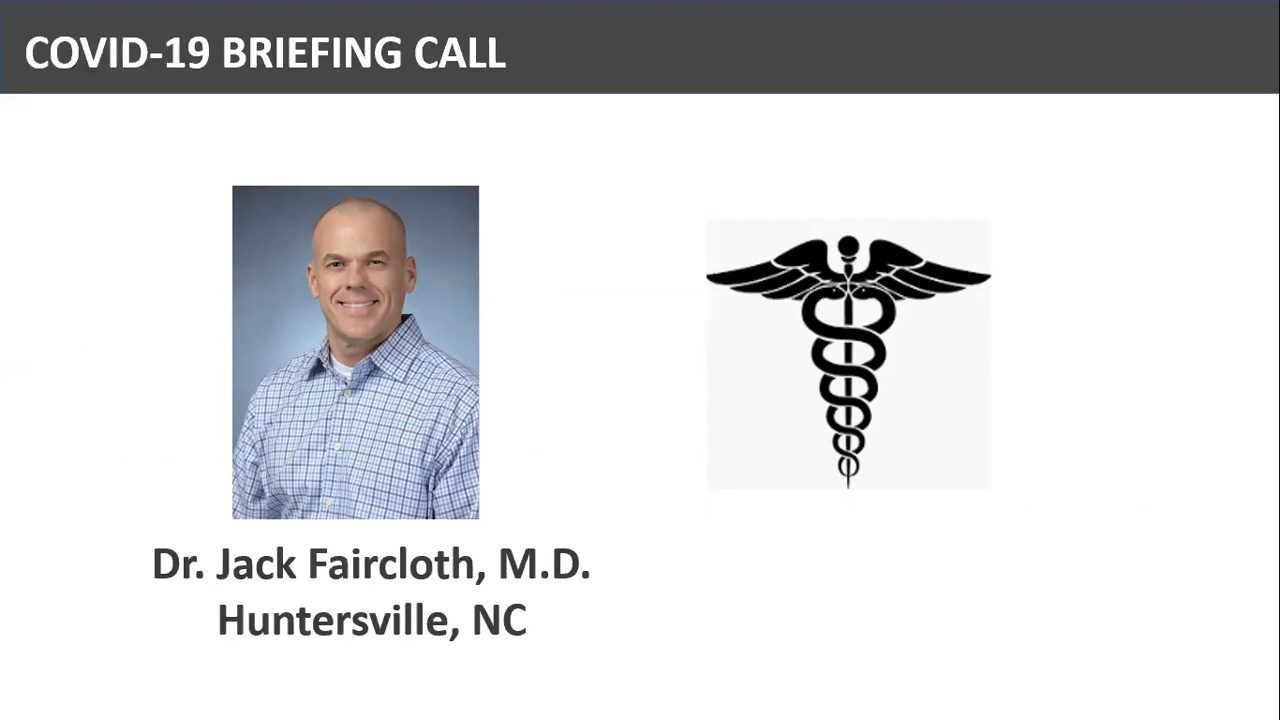 COVID-19 BRIEFING CALL
Dr. Jack Faircloth, M.D.
Huntersville, NC